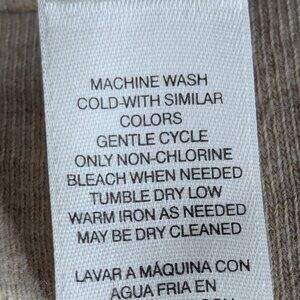 MACHINE WASH
COLD-WITH SIMILAR
COLORS
GENTLE CYCLE
ONLY NON-CHLORINE
BLEACH WHEN NEEDED
TUMBLE DRY LOW
WARM IRON AS NEEDED
MAY BE DRY CLEANED
LAVAR A MÁQUINA CON
AGUA FRIA EN